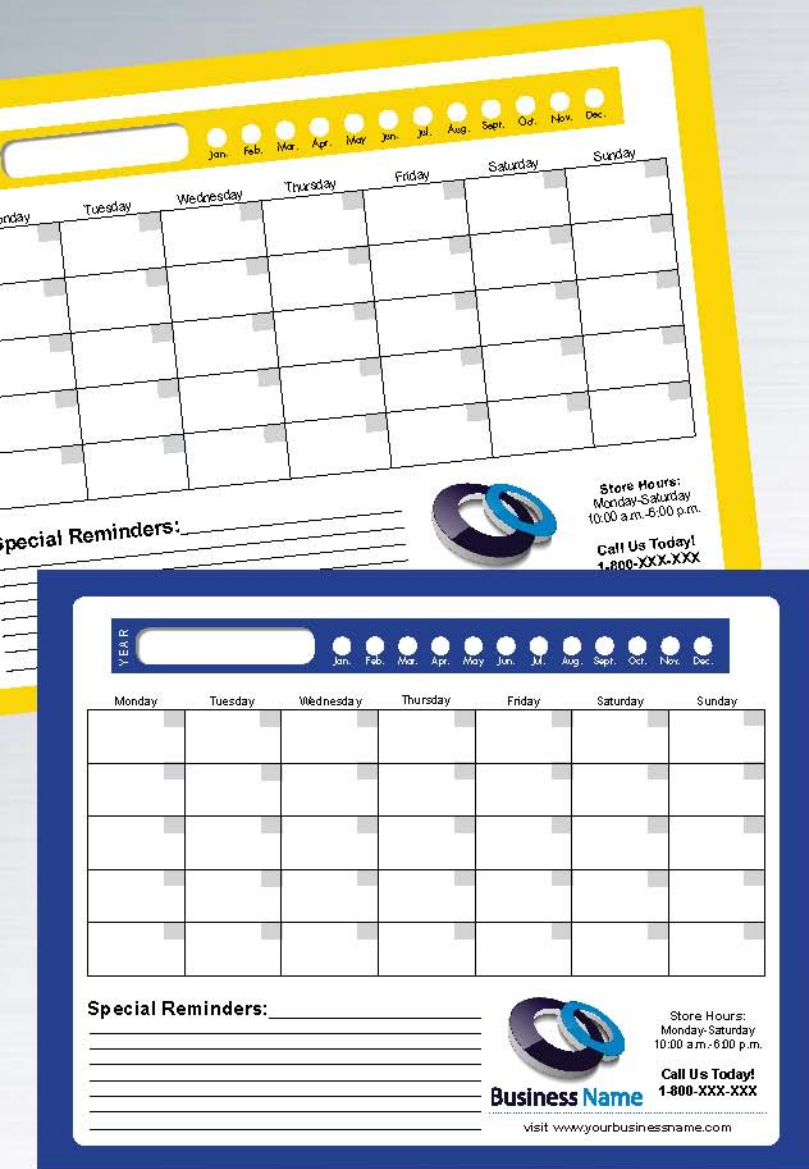 Jan. Feb. Mar. Apr. May Jun. Jul. Aug. Sept. Oct. Nov. Dec.
Tuesday Wednesday Thursday Friday Saturday Sunday
Special Reminders:
Store Hours:
Monday-Saturday
10:00 a.m.-6:00 p.m.
Call Us Today!
1-800-XXX-XXX
YEAR
Jan. Feb. Mar. Apr. May Jun. Jul. Aug. Sept. Oct. Nov. Dec.
Monday Tuesday Wednesday Thursday Friday Saturday Sunday
Special Reminders:
Store Hours:
Monday-Saturday
10:00 a.m.-6:00 p.m.
Call Us Today!
1-800-XXX-XXX
Business Name
visit www.yourbusinessname.com